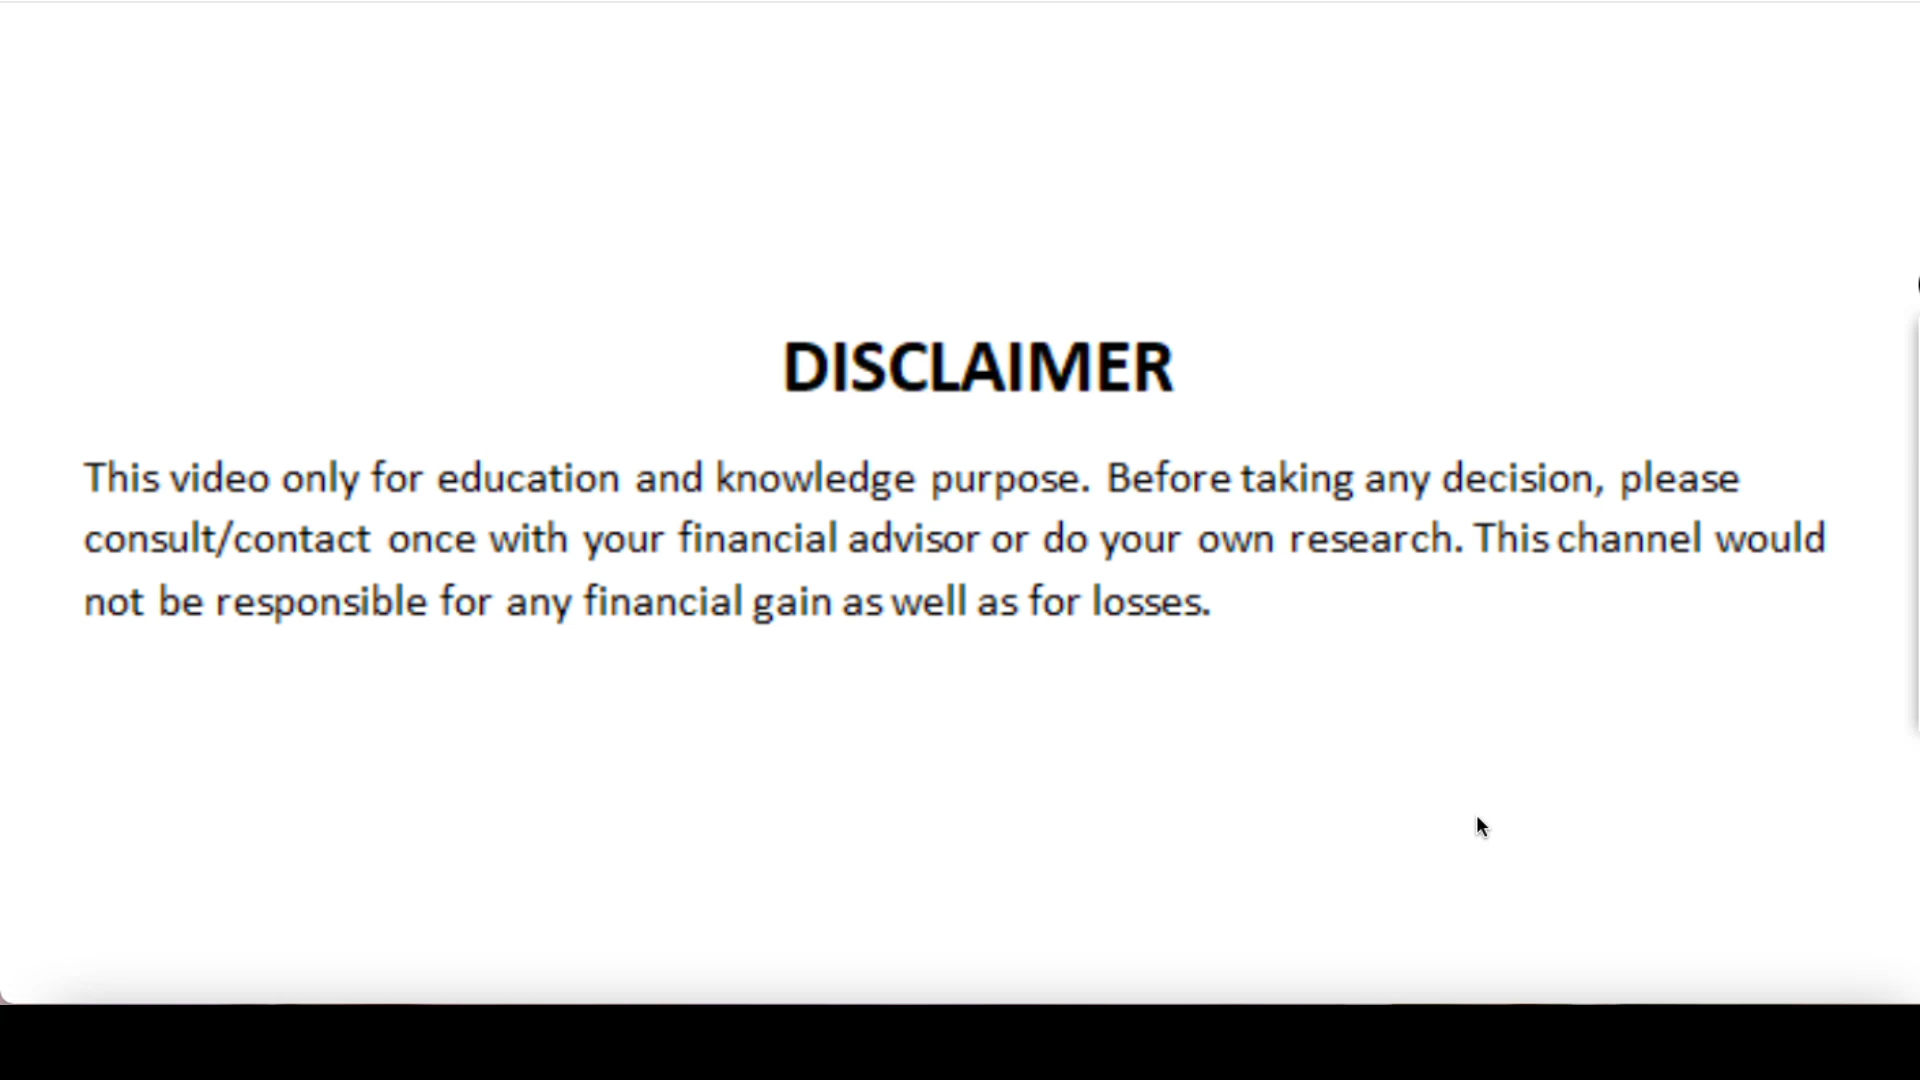 DISCLAIMER
This video only for education and knowledge purpose. Before taking any decision, please
consult/contact once with your financial advisor or do your own research. This channel would
not be responsible for any financial gain as well as for losses.